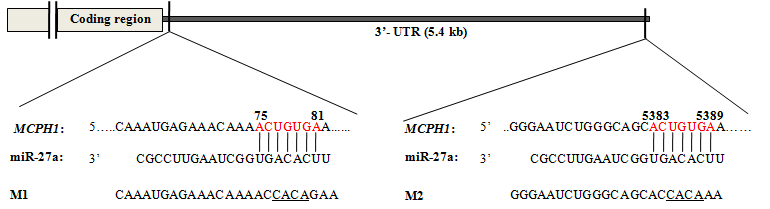 Coding region
3’- UTR (5.4 kb)
75 81
MCPH1: 5…..CAAAUGAGAAACAAAACUGUGAA……
miR-27a: 3’ CGCCUUGAAUCGGUGACACUU
M1 CAAAUGAGAAACAAAACCACAGAA
5383 5389
MCPH1: 5’ ..GGGAAUCUGGGCAGCACUGUGAA……
miR-27a: 3’ CGCCUUGAAUCGGUGACACUU
M2 GGGAAUCUGGGCAGCACCACAAA